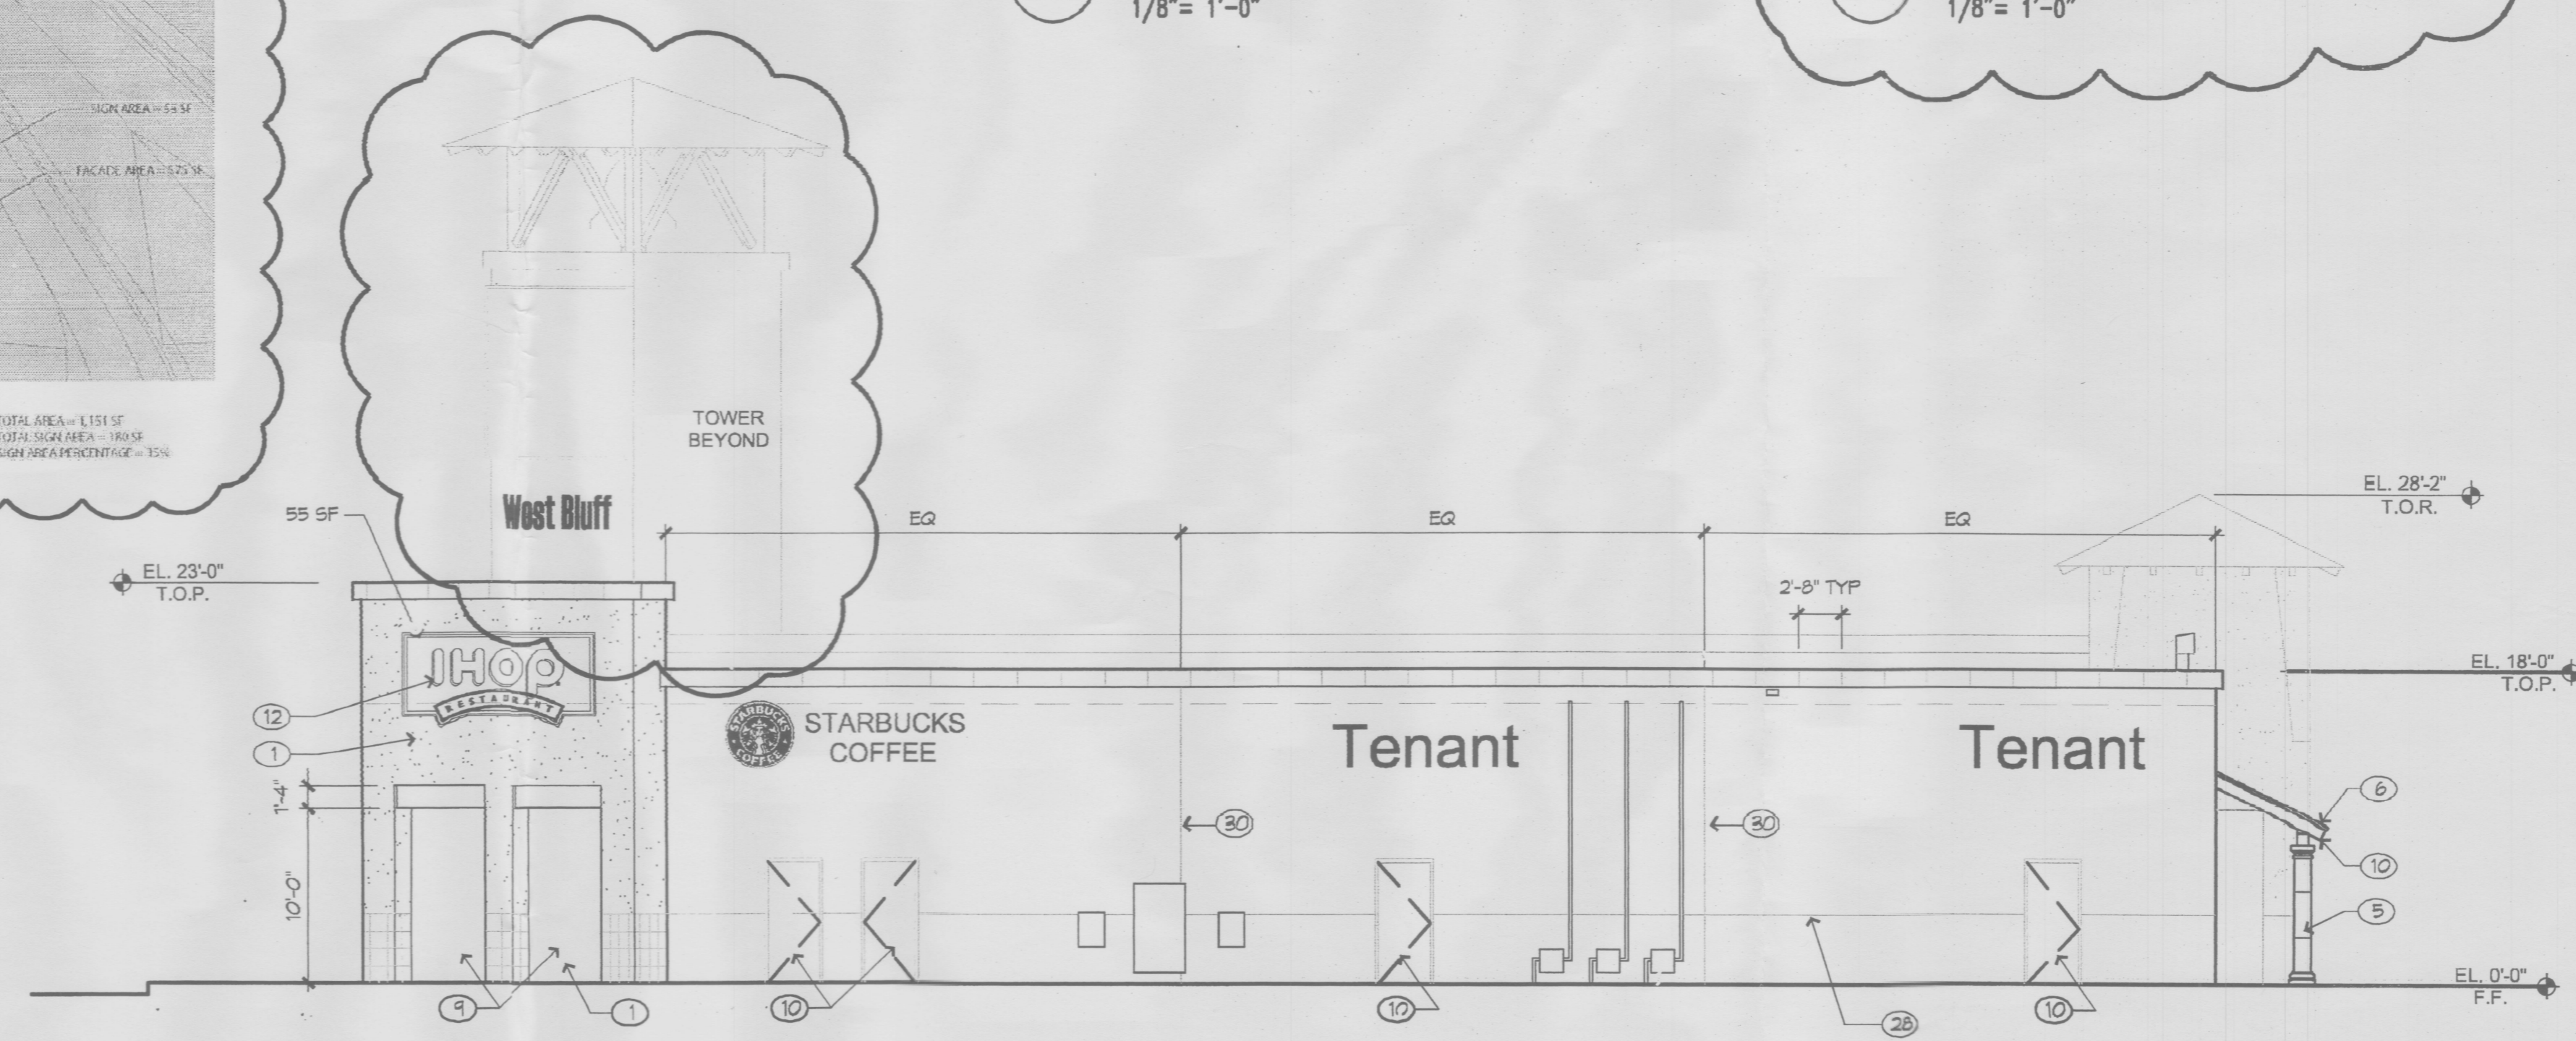 1/8"= 1'-0"
1/8"= 1'-0"
SIGN AREA = 53 SF
FACADE AREA = 575 SF
TOTAL AREA = 1,151 SF
TOTAL SIGN AREA = 180 SF
SIGN AREA PERCENTAGE = 15%
TOWER
BEYOND
West Bluff
55 SF
EL. 23'-0"
T.O.P.
EQ
EQ
EQ
EL. 28'-2"
T.O.R.
2'-8" TYP
EL. 18'-0"
T.O.P.
IHOP
RESTAURANT
12
1
STARBUCKS
COFFEE
STARBUCKS
COFFEE
Tenant
Tenant
1'-4"
10'-0"
30
30
6
10
5
9
1
10
10
10
28
EL. 0'-0"
F.F.